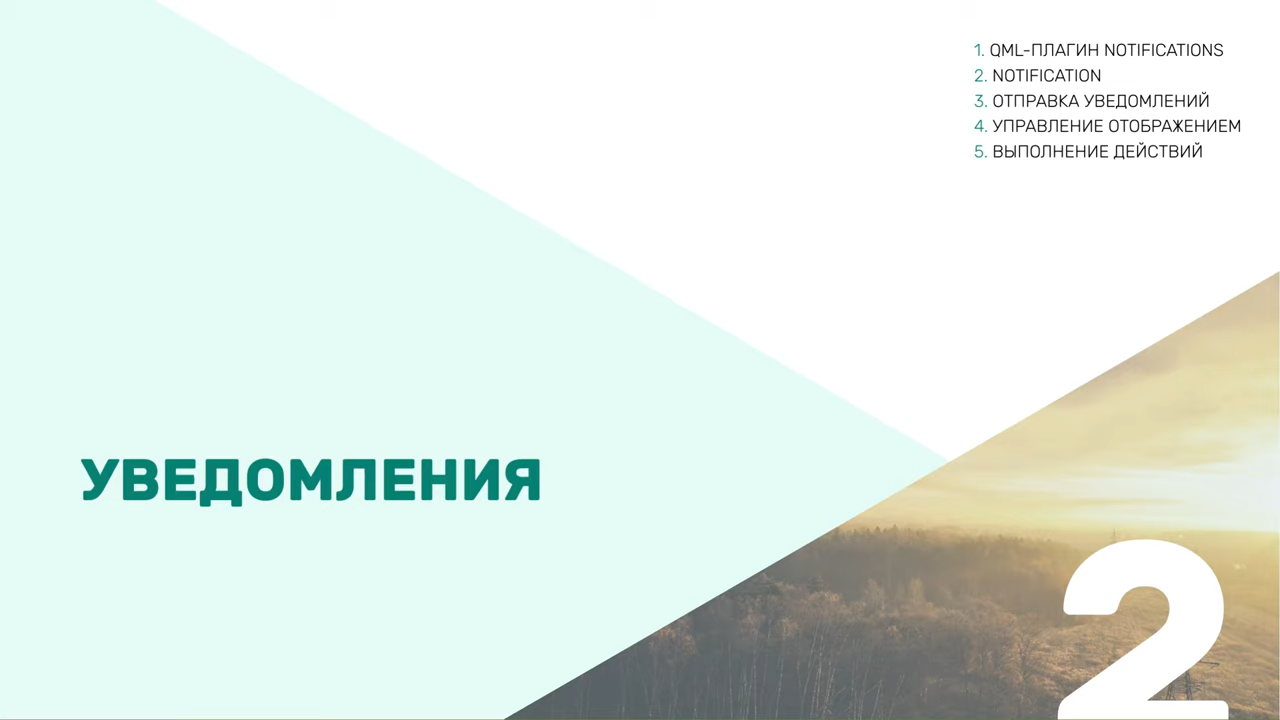 1. QML-ПЛАГИН NOTIFICATIONS
2. NOTIFICATION
3. ОТПРАВКА УВЕДОМЛЕНИЙ
4. УПРАВЛЕНИЕ ОТОБРАЖЕНИЕМ
5. ВЫПОЛНЕНИЕ ДЕЙСТВИЙ
УВЕДОМЛЕНИЯ
2